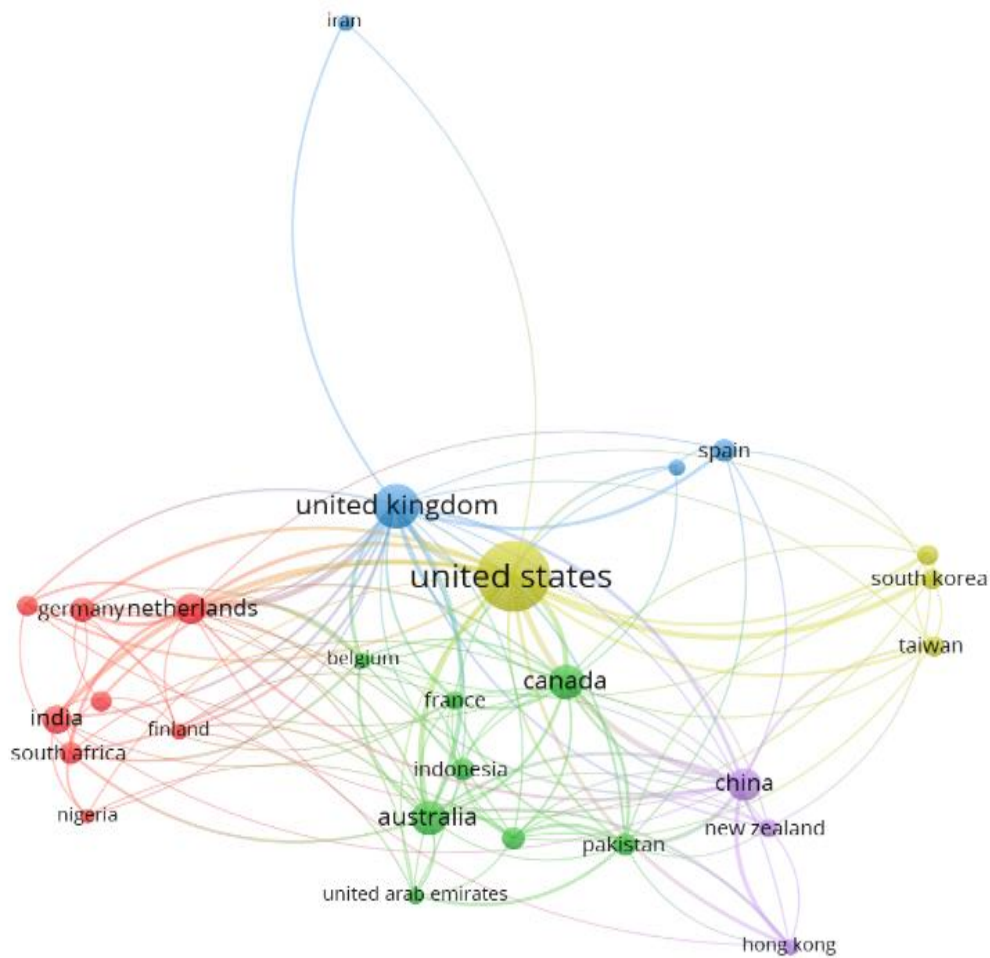 iran
spain
united kingdom
united states
south korea
germany
netherlands
taiwan
belgium
canada
france
india
finland
south africa
indonesia
china
nigeria
australia
new zealand
pakistan
united arab emirates
hong kong